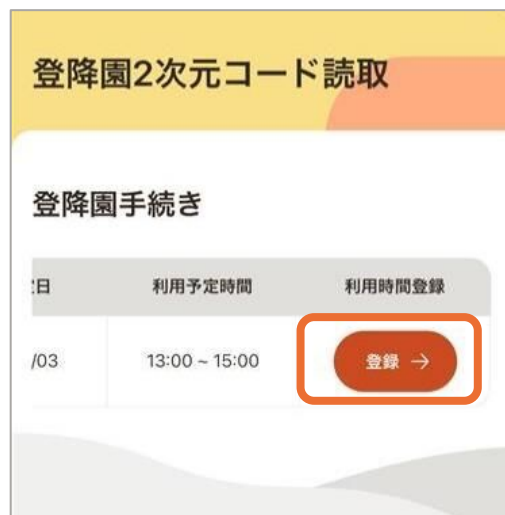 登降園2次元コード読取
登降園手続き
日 利用予定時間 利用時間登録
/03 13:00 ~ 15:00 登録 →